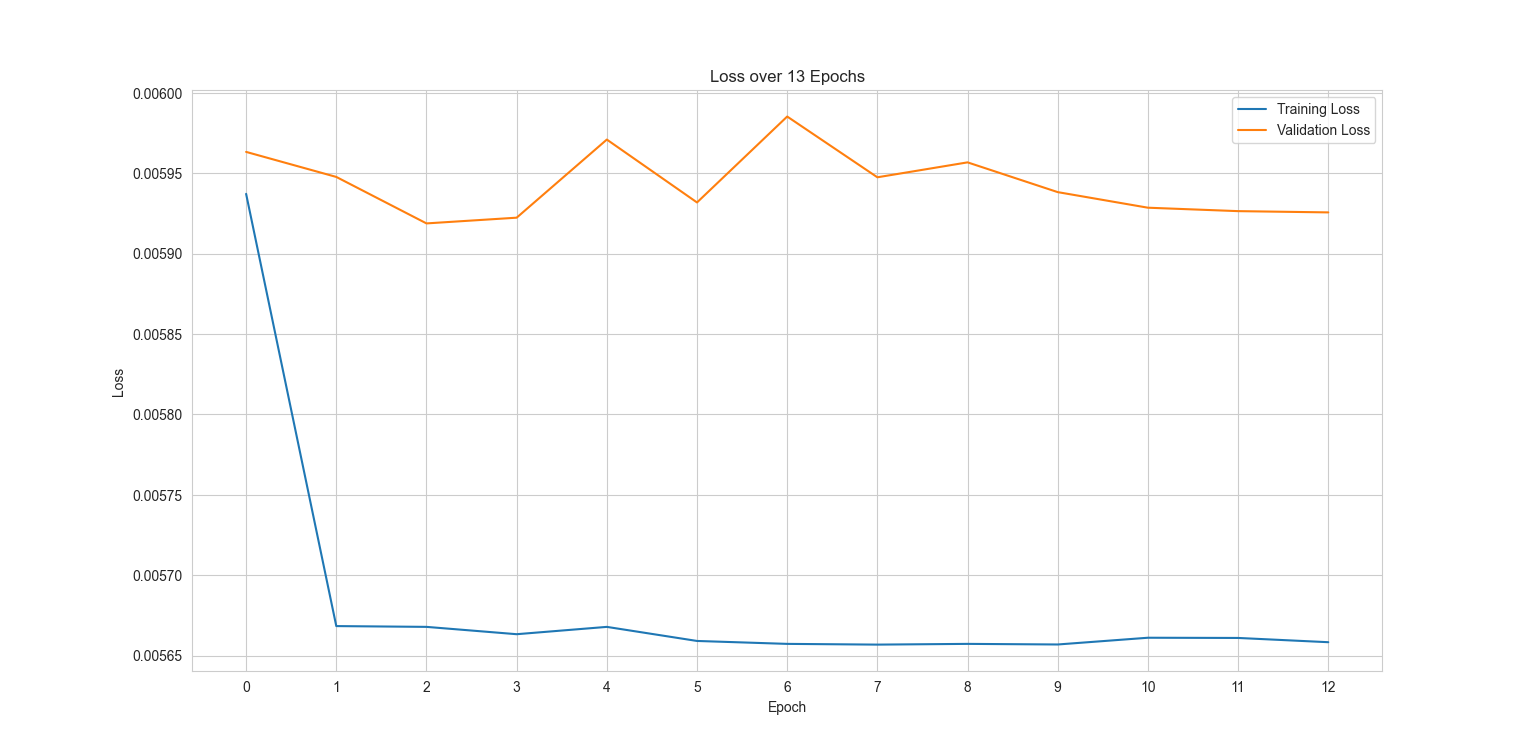 Loss over 13 Epochs
Training Loss
Validation Loss
0.00600
0.00595
0.00590
0.00585
0.00580
0.00575
0.00570
0.00565
Loss
0 1 2 3 4 5 6 7 8 9 10 11 12
Epoch